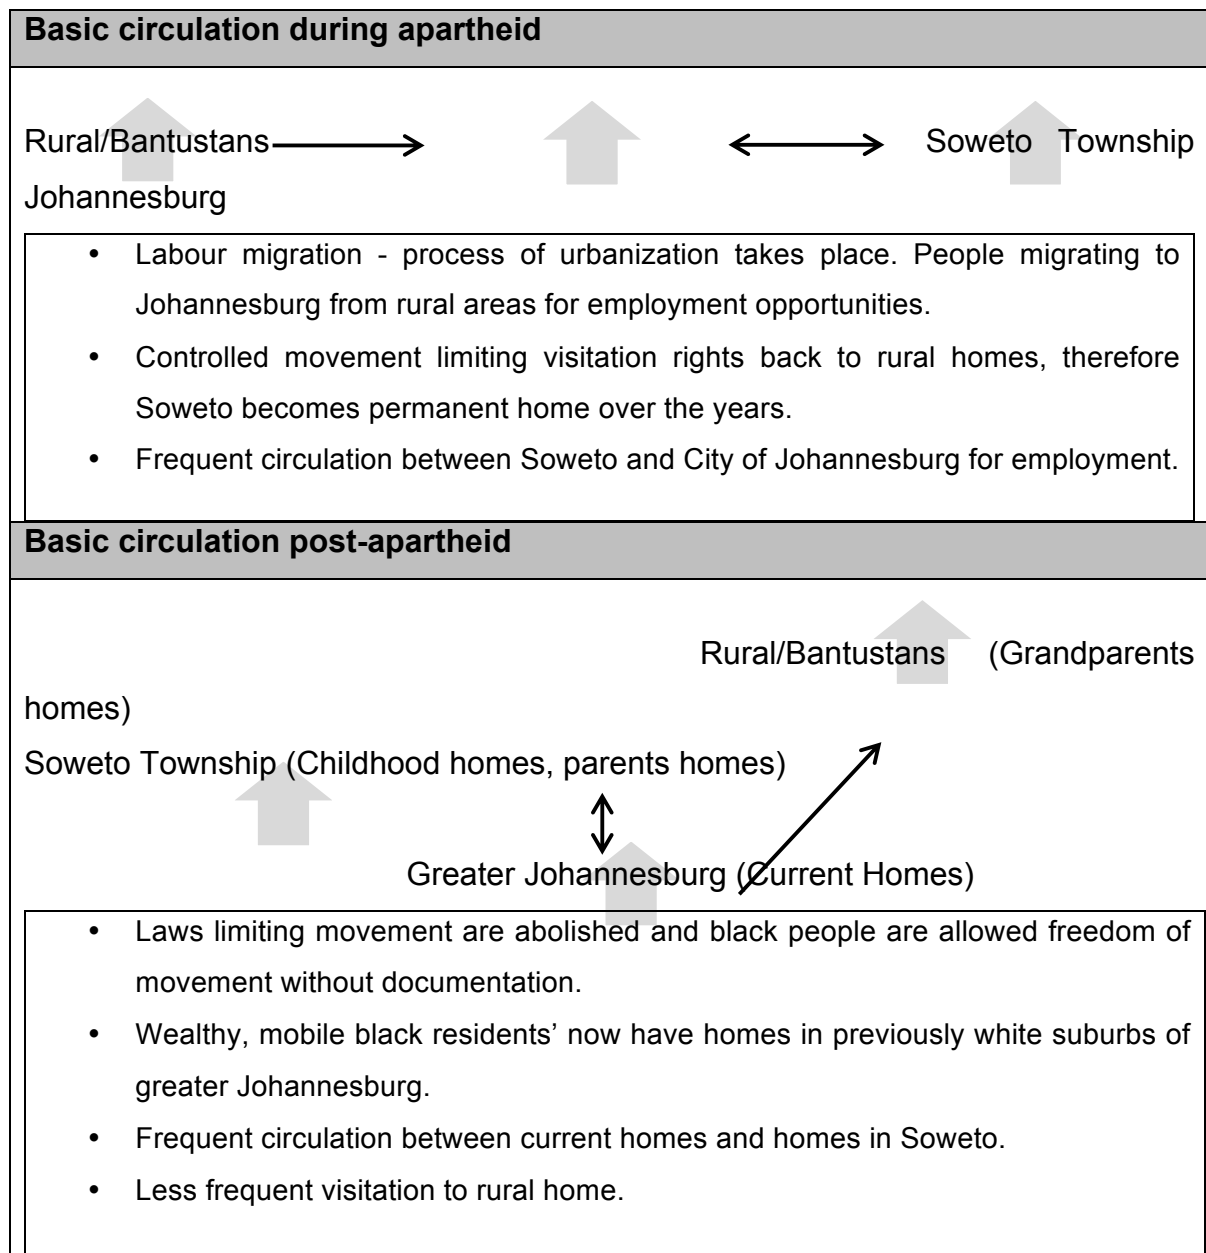 Basic circulation during apartheid
Rural/Bantustans Soweto Township
Johannesburg
• Labour migration - process of urbanization takes place. People migrating to
Johannesburg from rural areas for employment opportunities.
• Controlled movement limiting visitation rights back to rural homes, therefore
Soweto becomes permanent home over the years.
• Frequent circulation between Soweto and City of Johannesburg for employment.
Basic circulation post-apartheid
Rural/Bantustans (Grandparents
homes)
Soweto Township (Childhood homes, parents homes)
Greater Johannesburg (Current Homes)
• Laws limiting movement are abolished and black people are allowed freedom of
movement without documentation.
• Wealthy, mobile black residents’ now have homes in previously white suburbs of
greater Johannesburg.
• Frequent circulation between current homes and homes in Soweto.
• Less frequent visitation to rural home.